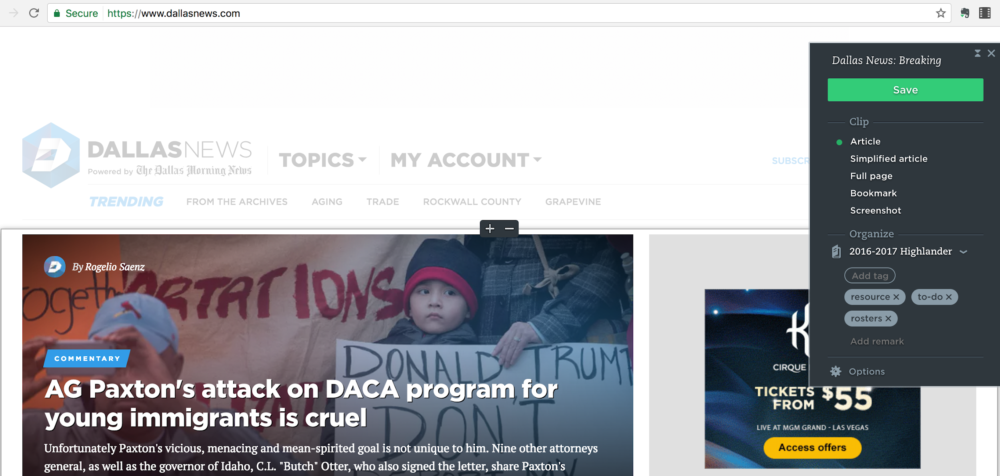 Secure https://www.dallasnews.com
Dallas News: Breaking
Save
Clip
Article
Simplified article
Full page
Bookmark
Screenshot
Organize
2016-2017 Highlander
Add tag
resource × to-do ×
rosters ×
Add remark
Options
DALLASNEWS
Powered by The Dallas Morning News
TOPICS
MY ACCOUNT
SUBSCR
TRENDING FROM THE ARCHIVES AGING TRADE ROCKWALL COUNTY GRAPEVINE
+ −
By Rogelio Saenz
ogeth
ORTATIONS
DONALD TRUMP
DON'T
COMMENTARY
AG Paxton's attack on DACA program for
young immigrants is cruel
Unfortunately Paxton's vicious, menacing and mean-spirited goal is not unique to him. Nine other attorneys
general, as well as the governor of Idaho, C.L. "Butch" Otter, who also signed the letter, share Paxton's
CIRQUE
TICKETS
FROM $55
LIVE AT MGM GRAND - LAS VEGAS
Access offers